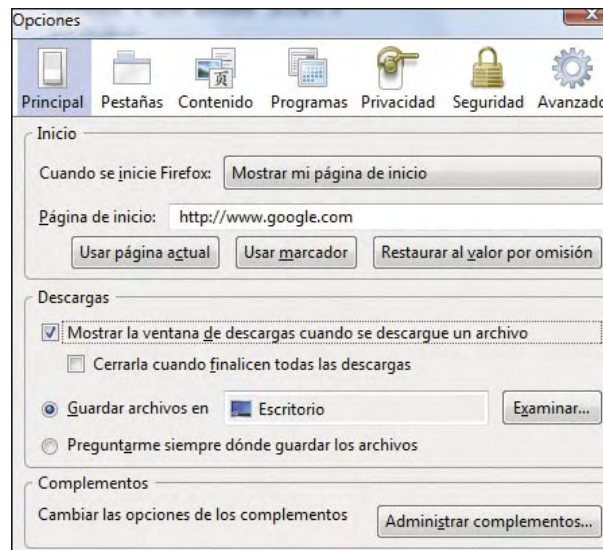 Opciones
Principal Pestañas Contenido Programas Privacidad Seguridad Avanzado
Inicio
Cuando se inicie Firefox: Mostrar mi página de inicio
Página de inicio: http://www.google.com
Usar página actual Usar marcador Restaurar al valor por omisión
Descargas
Mostrar la ventana de descargas cuando se descargue un archivo
Cerrarla cuando finalicen todas las descargas
Guardar archivos en Escritorio Examinar...
Preguntarme siempre dónde guardar los archivos
Complementos
Cambiar las opciones de los complementos Administrar complementos...